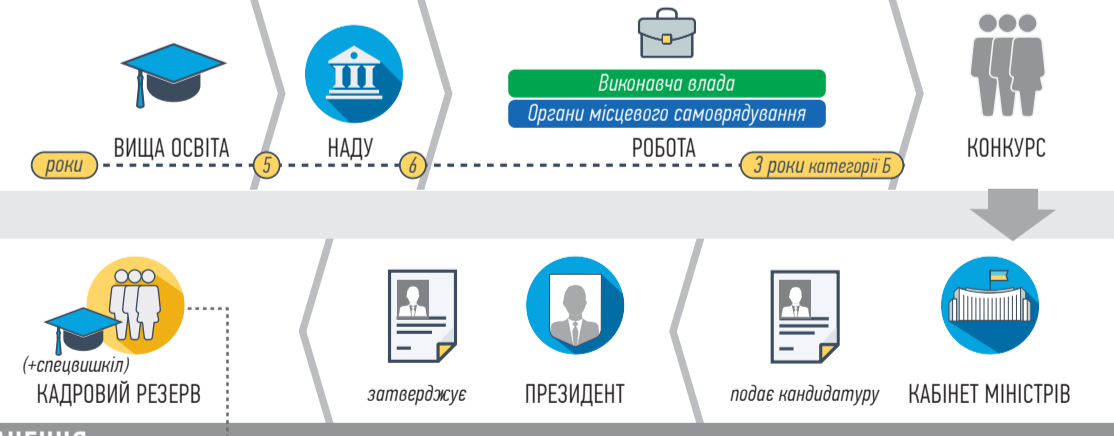 Виконавча влада
Органи місцевого самоврядування
ВИЩА ОСВІТА
НАДУ
РОБОТА
КОНКУРС
роки
5
6
3 роки категорії Б
(+спецвишкіл)
КАДРОВИЙ РЕЗЕРВ
затверджує
ПРЕЗИДЕНТ
подає кандидатуру
КАБІНЕТ МІНІСТРІВ